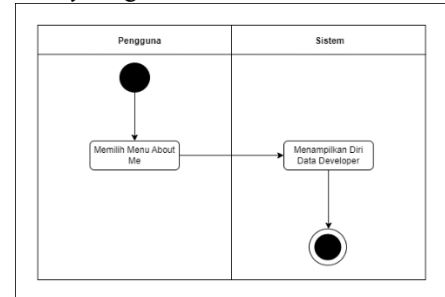 Pengguna
Sistem
Memilih Menu About
Me
Menampilkan Diri
Data Developer